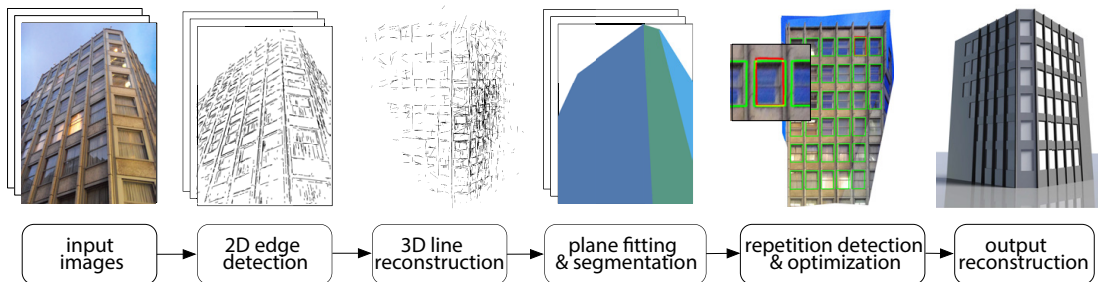 input
images
2D edge
detection
3D line
reconstruction
plane fitting
& segmentation
repetition detection
& optimization
output
reconstruction